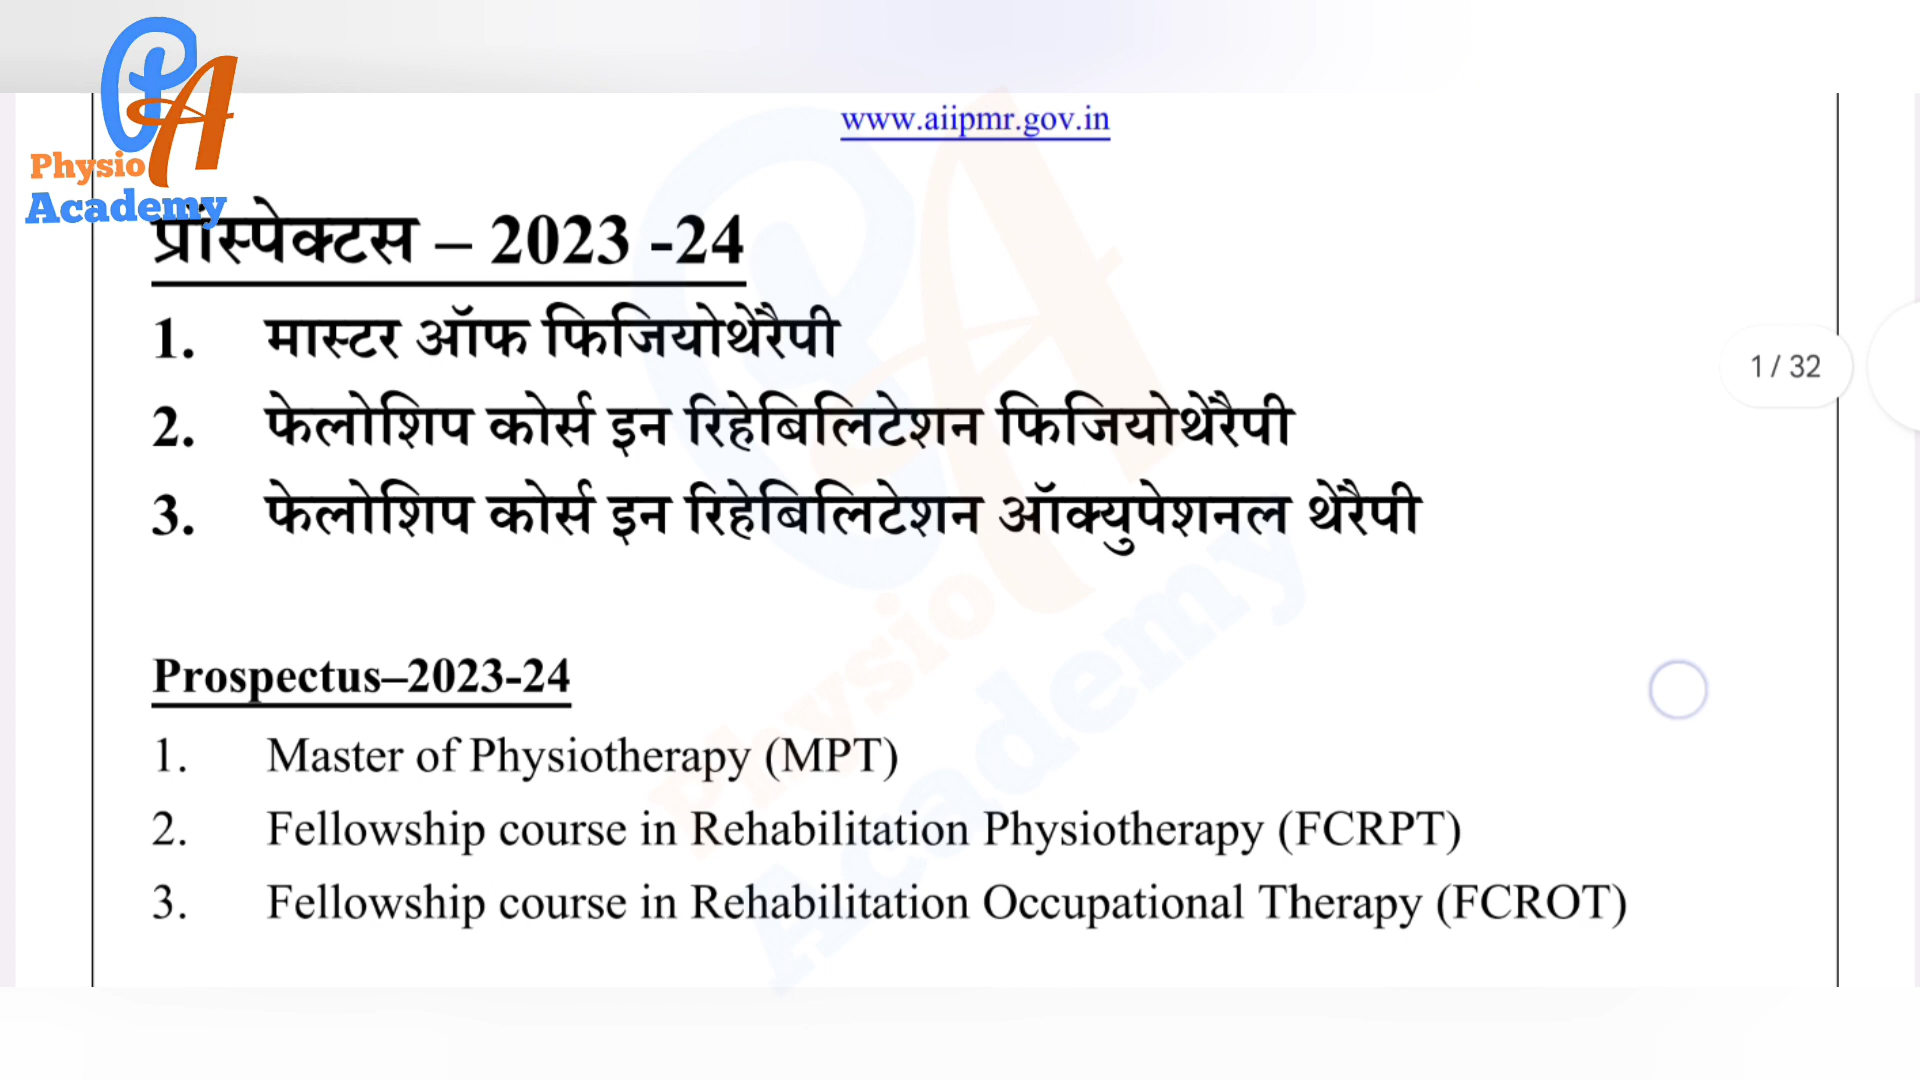 Physio
Academy
www.aiipmr.gov.in
प्रॉस्पेक्टस – 2023 -24
1. मास्टर ऑफ फिजियोथेरैपी
2. फेलोशिप कोर्स इन रिहेबिलिटेशन फिजियोथेरैपी
3. फेलोशिप कोर्स इन रिहेबिलिटेशन ऑक्युपेशनल थेरैपी
1 / 32
Prospectus–2023-24
1. Master of Physiotherapy (MPT)
2. Fellowship course in Rehabilitation Physiotherapy (FCRPT)
3. Fellowship course in Rehabilitation Occupational Therapy (FCROT)
Physio
Academy